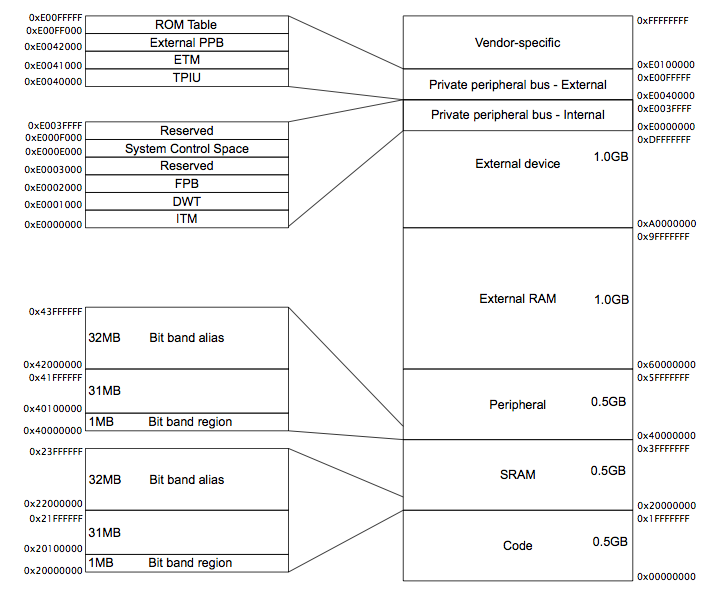 0xE00FFFFF
ROM Table
0xE00FF000
External PPB
0xE0042000
ETM
0xE0041000
TPIU
0xE0040000
0xE003FFFF
Reserved
0xE000F000
System Control Space
0xE000E000
Reserved
0xE0003000
FPB
0xE0002000
DWT
0xE0001000
ITM
0xE0000000
0x43FFFFFF
32MB Bit band alias
0x42000000
0x41FFFFFF
31MB
0x40100000
1MB Bit band region
0x40000000
0x23FFFFFF
32MB Bit band alias
0x22000000
0x21FFFFFF
31MB
0x20100000
1MB Bit band region
0x20000000
0xFFFFFFFF
Vendor-specific
0xE0100000
0xE00FFFFF
Private peripheral bus - External
0xE0040000
0xE003FFFF
Private peripheral bus - Internal
0xE0000000
0xDFFFFFFF
External device 1.0GB
0xA0000000
0x9FFFFFFF
External RAM 1.0GB
0x60000000
0x5FFFFFFF
Peripheral 0.5GB
0x40000000
0x3FFFFFFF
SRAM 0.5GB
0x20000000
0x1FFFFFFF
Code 0.5GB
0x00000000